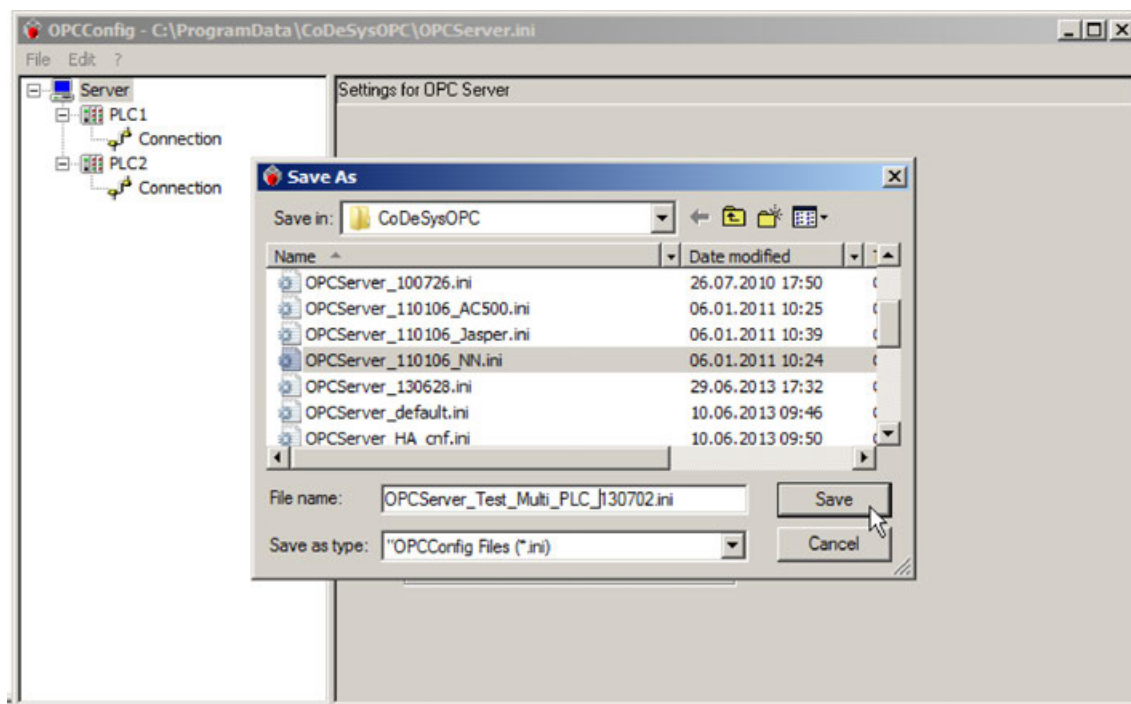 OPCConfig - C:\ProgramData\CoDeSysOPC\OPCServer.ini
File Edit ?
Server
PLC1
Connection
PLC2
Connection
Settings for OPC Server
Save As
Save in: CoDeSysOPC
Name Date modified
OPCServer_100726.ini 26.07.2010 17:50
OPCServer_110106_AC500.ini 06.01.2011 10:25
OPCServer_110106_Jasper.ini 06.01.2011 10:39
OPCServer_110106_NN.ini 06.01.2011 10:24
OPCServer_130628.ini 29.06.2013 17:32
OPCServer_default.ini 10.06.2013 09:46
OPCServer_HA_cnf.ini 10.06.2013 09:50
File name: OPCServer_Test_Multi_PLC_130702.ini Save
Save as type: "OPCConfig Files (*.ini) Cancel